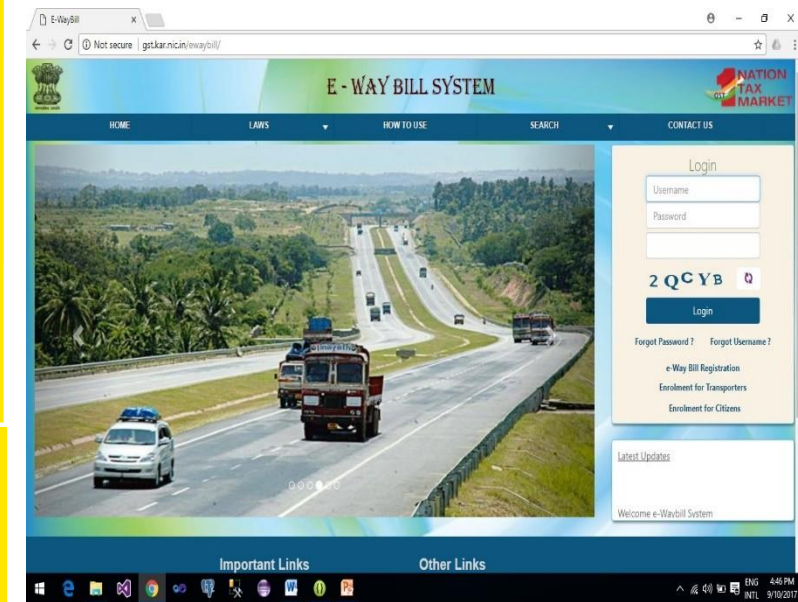 E-WayBill
Not secure | gst.kar.nic.in/ewaybill/
E - WAY BILL SYSTEM
GST
NATION
TAX
MARKET
HOME
LAWS
HOW TO USE
SEARCH
CONTACT US
Login
Username
Password
2 Q C Y B
Login
Forgot Password ?
Forgot Username ?
e-Way Bill Registration
Enrolment for Transporters
Enrolment for Citizens
Latest Updates
Welcome e-Waybill System
Important Links
Other Links
ENG
INTL
4:46 PM
9/10/2017